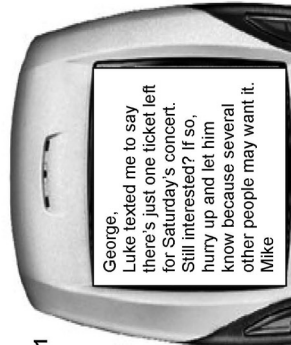 1
George,
Luke texted me to say
there's just one ticket left
for Saturday's concert.
Still interested? If so,
hurry up and let him
know because several
other people may want it.
Mike